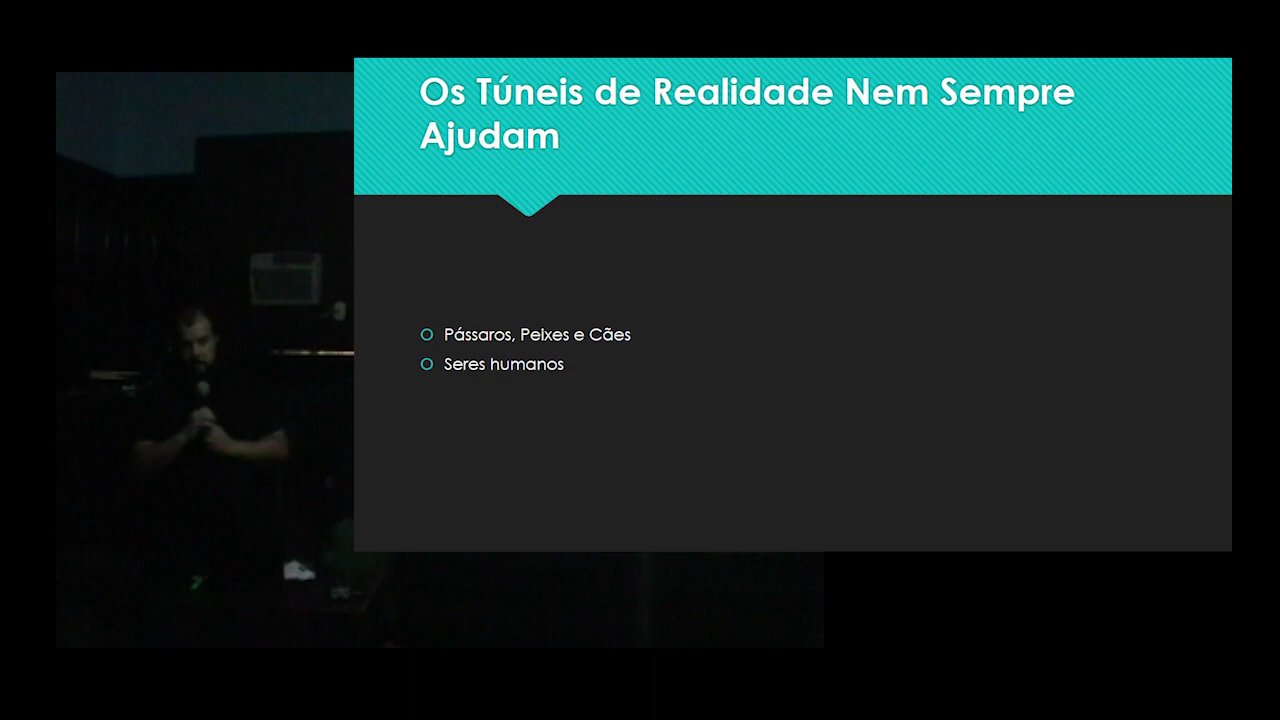 Os Túneis de Realidade Nem Sempre
Ajudam
Pássaros, Peixes e Cães
Seres humanos